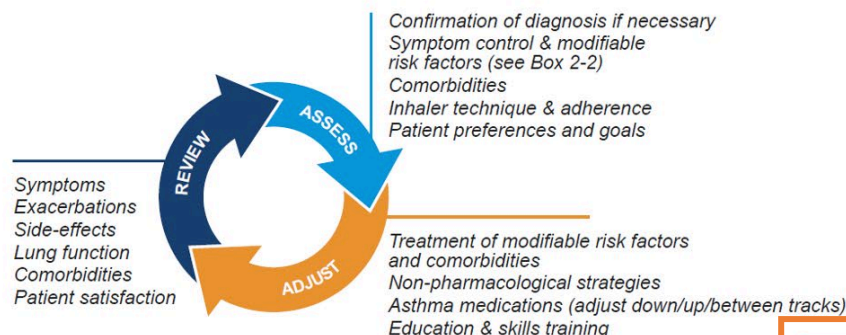 Confirmation of diagnosis if necessary
Symptom control & modifiable
risk factors (see Box 2-2)
Comorbidities
Inhaler technique & adherence
Patient preferences and goals
ASSESS
REVIEW
Symptoms
Exacerbations
Side-effects
Lung function
Comorbidities
Patient satisfaction
ADJUST
Treatment of modifiable risk factors
and comorbidities
Non-pharmacological strategies
Asthma medications (adjust down/up/between tracks)
Education & skills training